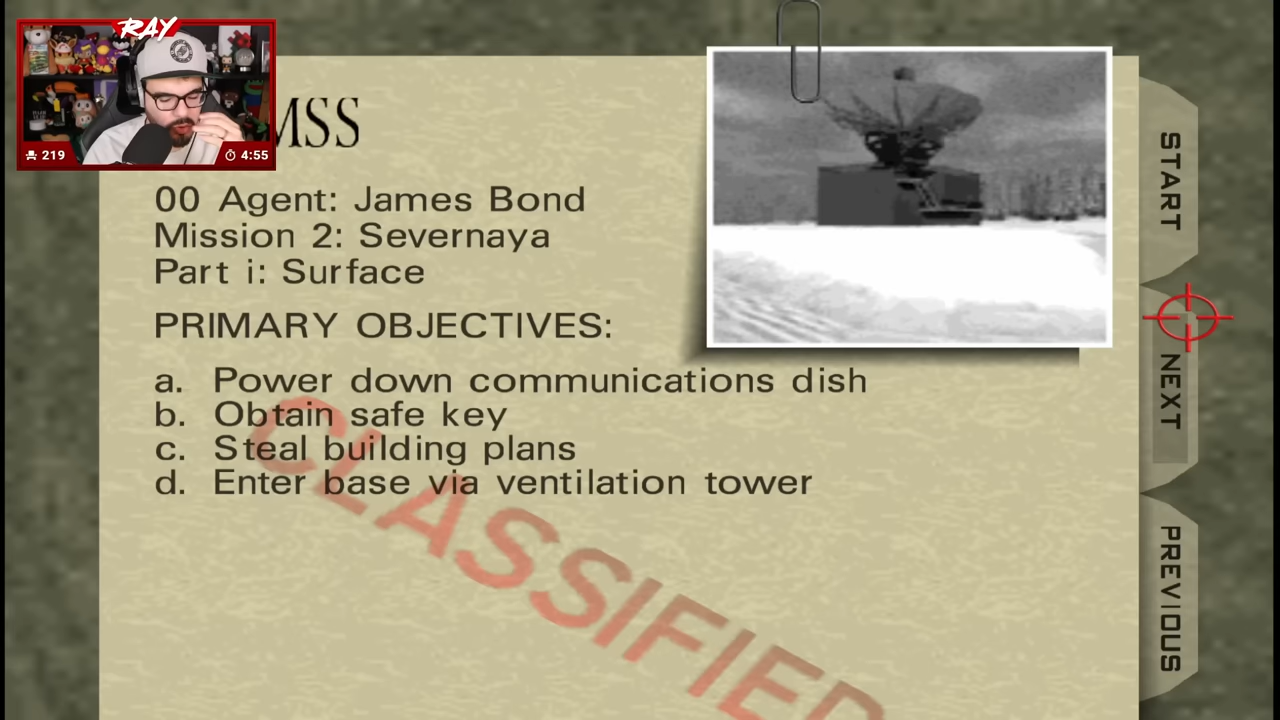 RAY
219
4:55
00 Agent: James Bond
Mission 2: Severnaya
Part i: Surface
PRIMARY OBJECTIVES:
a. Power down communications dish
b. Obtain safe key
c. Steal building plans
d. Enter base via ventilation tower
CLASSIFIED
START
NEXT
PREVIOUS